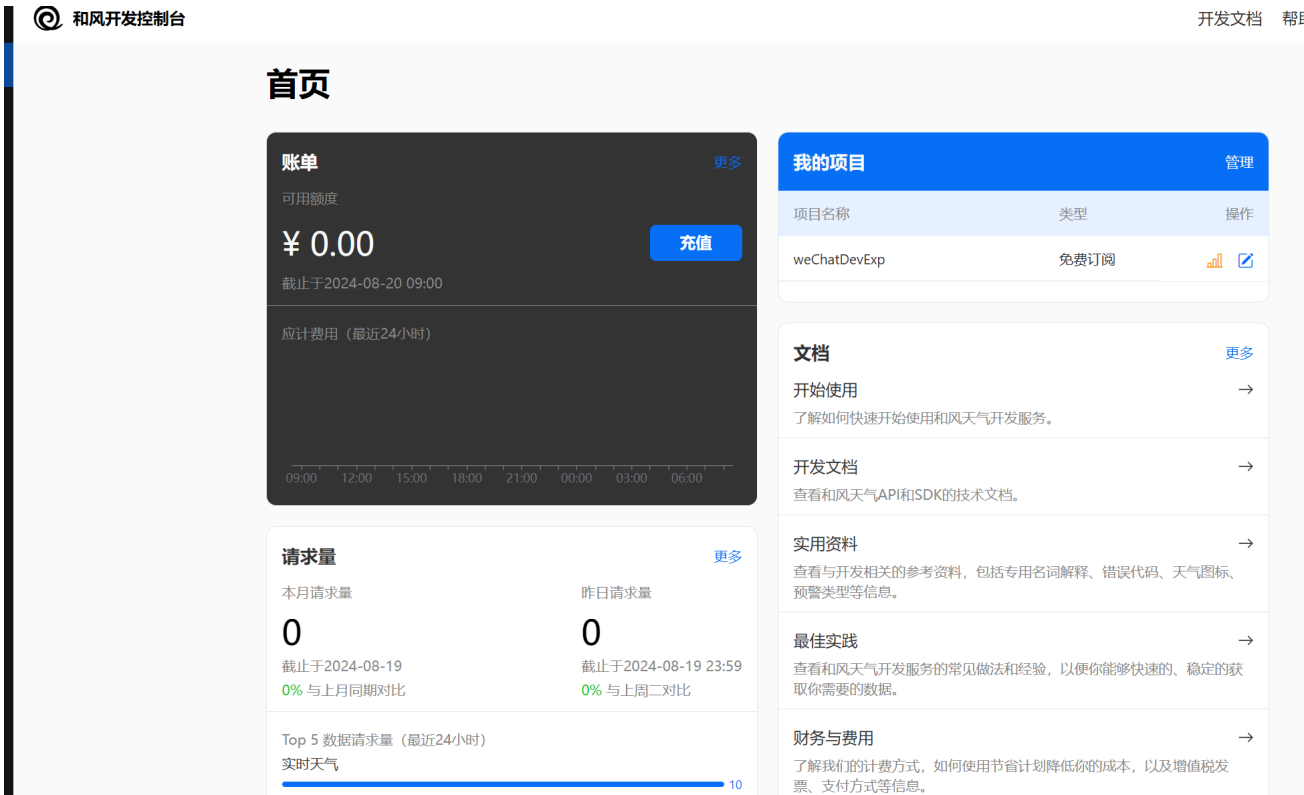 和风开发控制台
开发文档
首页
账单 更多
可用额度
¥ 0.00 充值
截止于2024-08-20 09:00
应计费用（最近24小时）
09:00 12:00 15:00 18:00 21:00 00:00 03:00 06:00
请求量 更多
本月请求量 昨日请求量
0 0
截止于2024-08-19 截止于2024-08-19 23:59
0% 与上月同期对比 0% 与上周二对比
Top 5 数据请求量（最近24小时）
实时天气
10
我的项目 管理
项目名称 类型 操作
weChatDevExp 免费订阅
文档 更多
开始使用
了解如何快速开始使用和风天气开发服务。
开发文档
查看和风天气API和SDK的技术文档。
实用资料
查看与开发相关的参考资料，包括专用名词解释、错误代码、天气图标、
预警类型等信息。
最佳实践
查看和风天气开发服务的常见做法和经验，以便你能够快速的、稳定的获
取你需要的数据。
财务与费用
了解我们的计费方式，如何使用节省计划降低你的成本，以及增值税发
票、支付方式等信息。